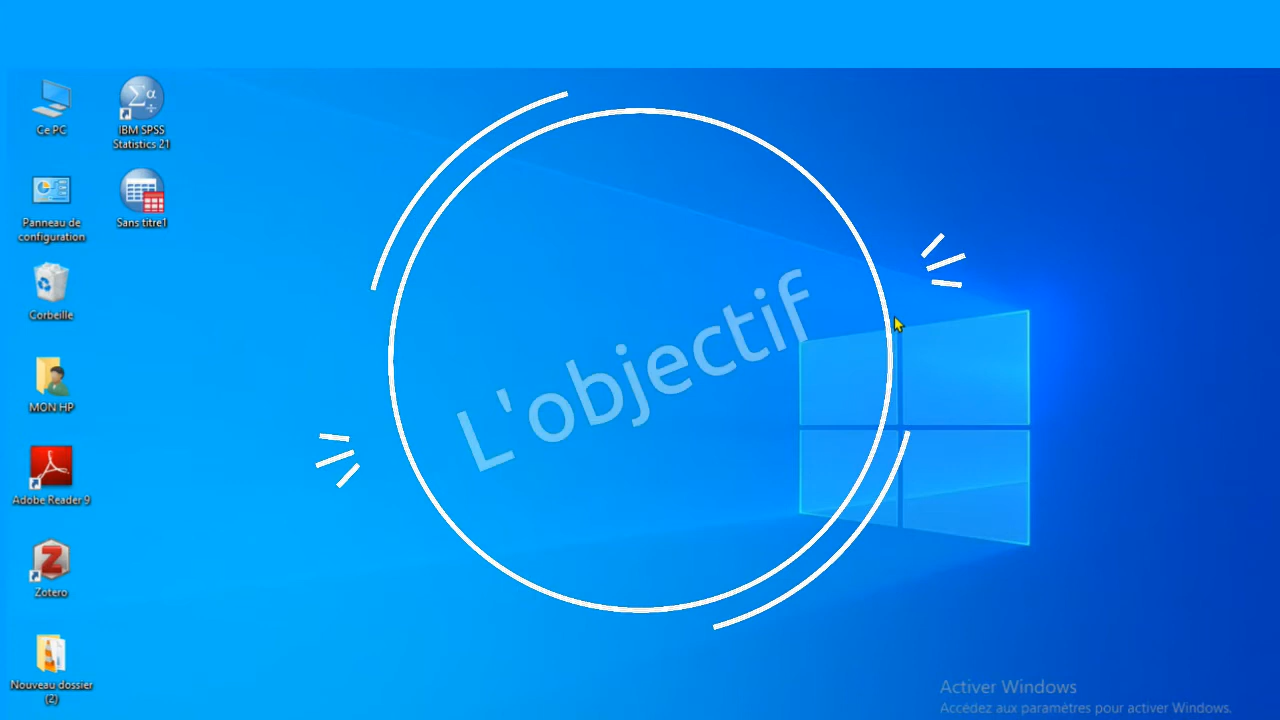 Ce PC
IBM SPSS
Statistics 21
Panneau de
configuration
Sans titre1
Corbeille
MON HP
Adobe Reader 9
Zotero
Nouveau dossier
(2)
L'objectif
Activer Windows
Accédez aux paramètres pour activer Windows.